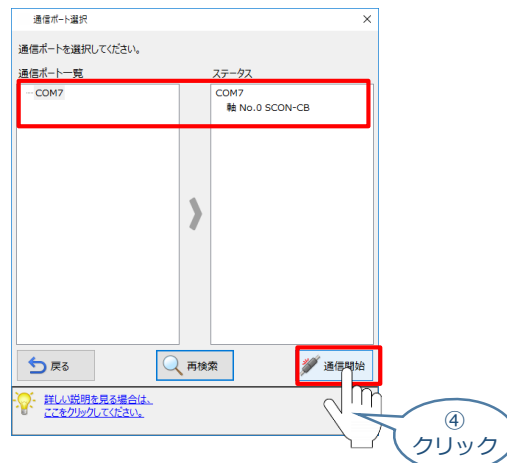 通信ポート選択
通信ポートを選択してください。
通信ポート一覧
ステータス
COM7
COM7
軸 No.0 SCON-CB
戻る
再検索
通信開始
詳しい説明を見る場合は、
ここをクリックしてください。
④
クリック